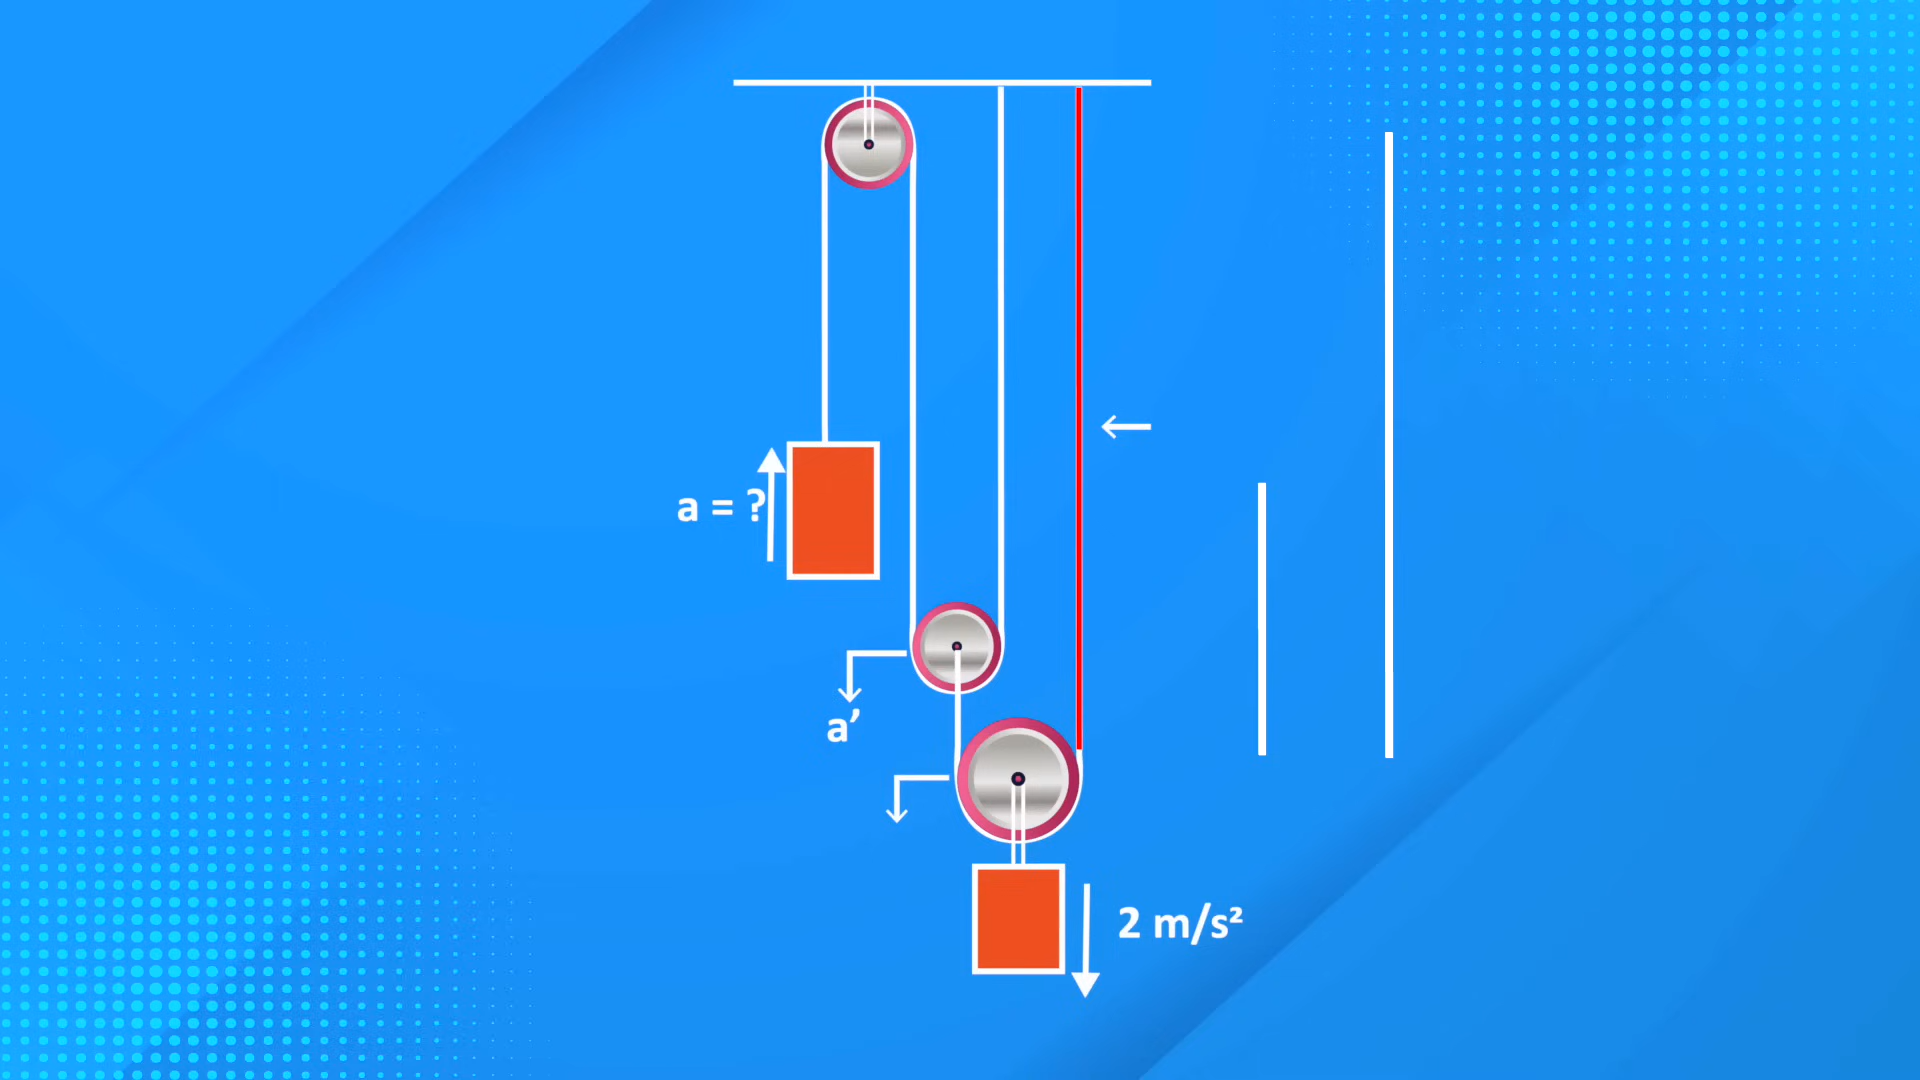 a = ?
a’
2 m/s²